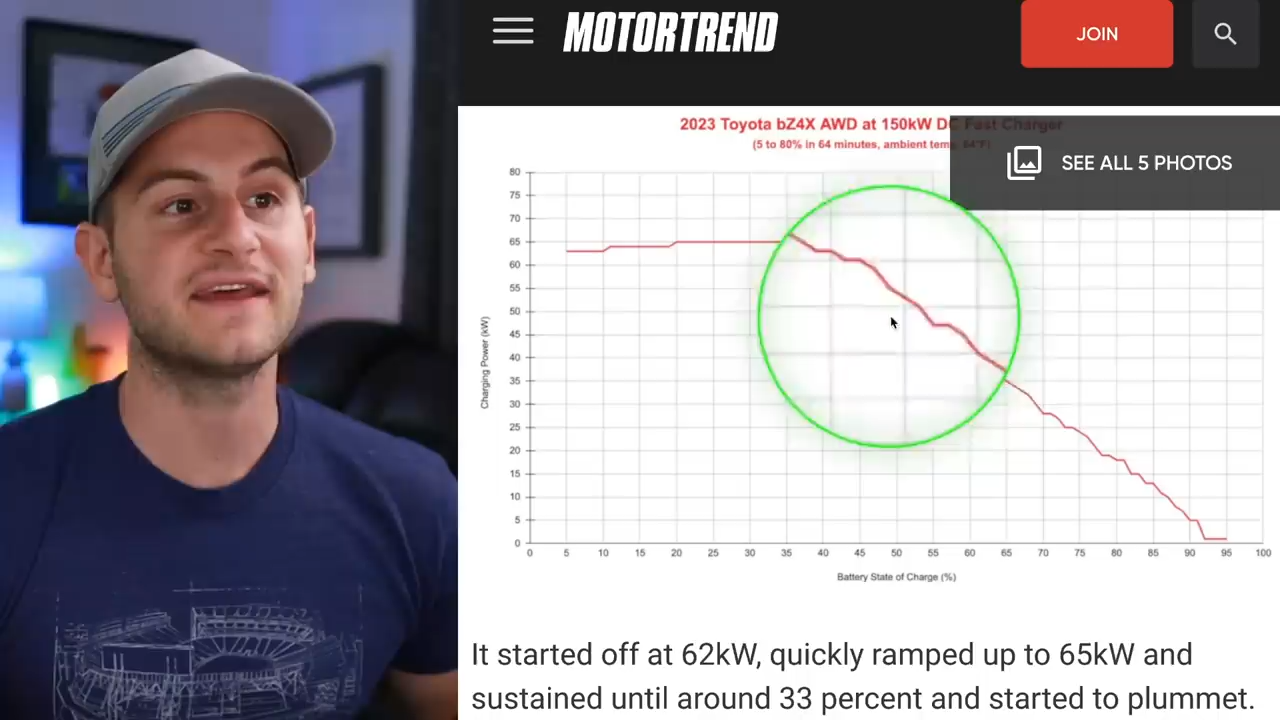 MOTORTREND
JOIN
2023 Toyota bZ4X AWD at 150kW DC Fast Charger
(5 to 80% in 64 minutes, ambient temp. 64°F)
SEE ALL 5 PHOTOS
80
75
70
65
60
55
50
45
40
35
30
25
20
15
10
5
0
Charging Power (kW)
0 5 10 15 20 25 30 35 40 45 50 55 60 65 70 75 80 85 90 95 100
Battery State of Charge (%)
It started off at 62kW, quickly ramped up to 65kW and
sustained until around 33 percent and started to plummet.